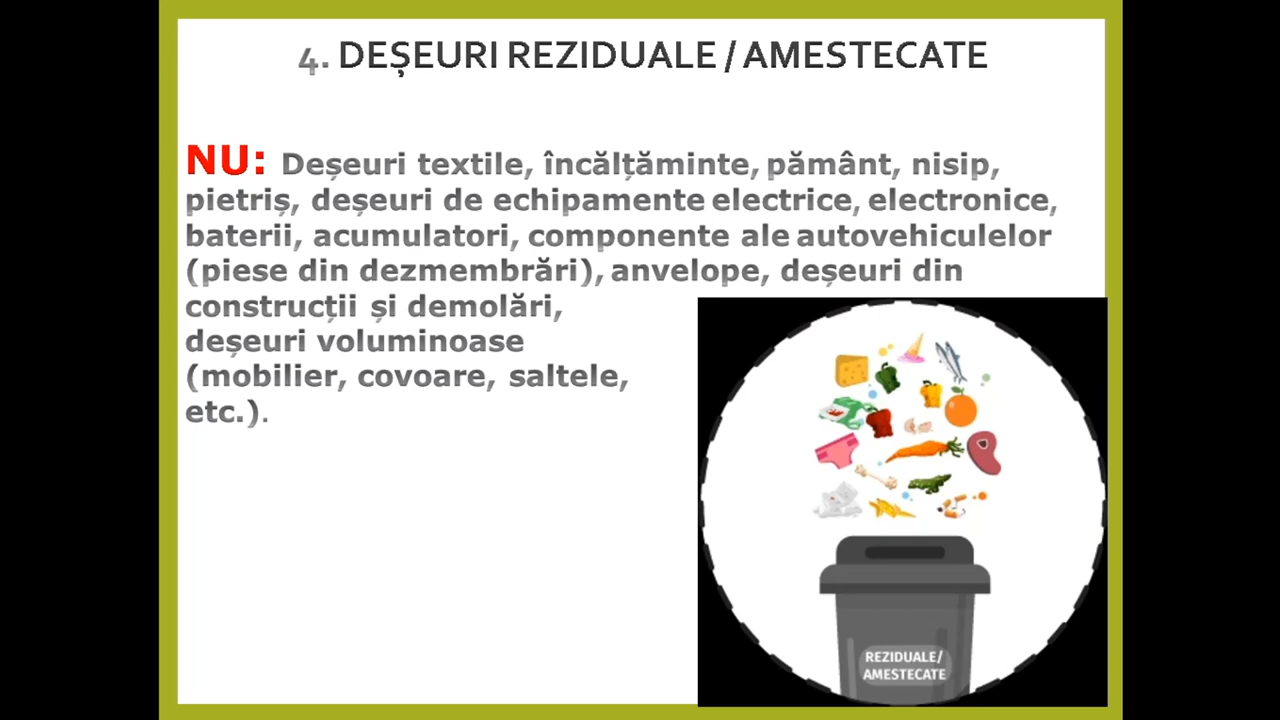 4. DEȘEURI REZIDUALE / AMESTECATE
NU: Deșeuri textile, încălțăminte, pământ, nisip,
pietriș, deșeuri de echipamente electrice, electronice,
baterii, acumulatori, componente ale autovehiculelor
(piese din dezmembrări), anvelope, deșeuri din
construcții și demolări,
deșeuri voluminoase
(mobilier, covoare, saltele,
etc.).
REZIDUALE/
AMESTECATE